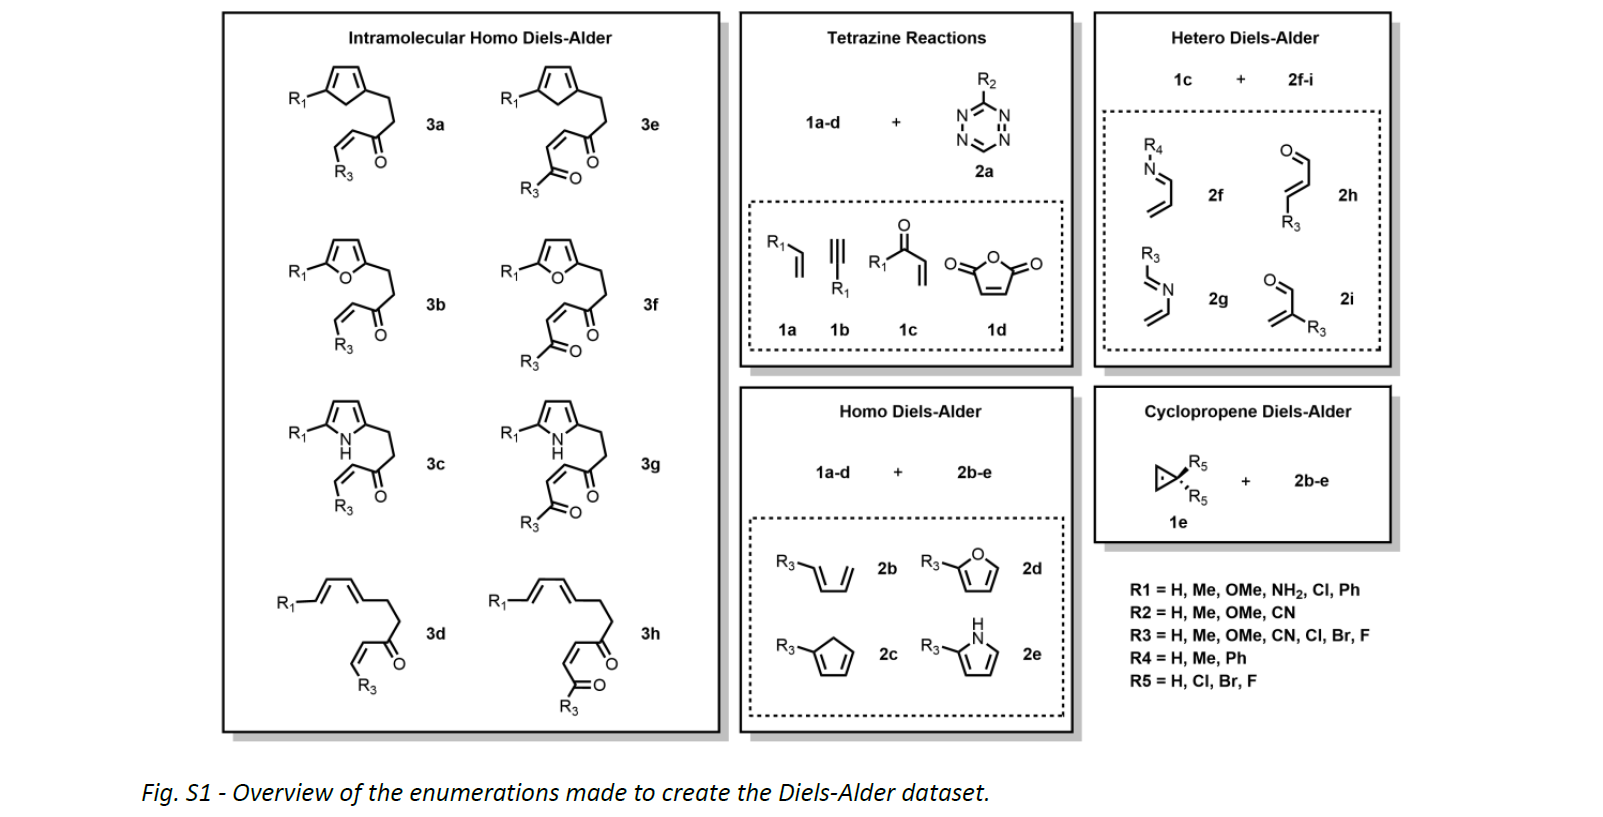 Intramolecular Homo Diels-Alder
R1
O
R3
3a
R1
O
O
R3
3e
R1
O
O
R3
3b
R1
O
O
O
R3
3f
R1
N
H
O
R3
3c
R1
N
H
O
O
R3
3g
R1
O
R3
3d
R1
O
O
R3
3h
Tetrazine Reactions
1a-d + R2
N N
N N
2a
R1
R1
O
R1
O O O
1a 1b 1c 1d
Homo Diels-Alder
1a-d + 2b-e
R3 2b
R3 O 2d
R3 2c
R3 H
N 2e
Hetero Diels-Alder
1c + 2f-i
R4
N
2f
O
R3
2h
R3
N
2g
O
R3
2i
Cyclopropene Diels-Alder
R5
R5
+ 2b-e
1e
R1 = H, Me, OMe, NH2, Cl, Ph
R2 = H, Me, OMe, CN
R3 = H, Me, OMe, CN, Cl, Br, F
R4 = H, Me, Ph
R5 = H, Cl, Br, F
Fig. S1 - Overview of the enumerations made to create the Diels-Alder dataset.